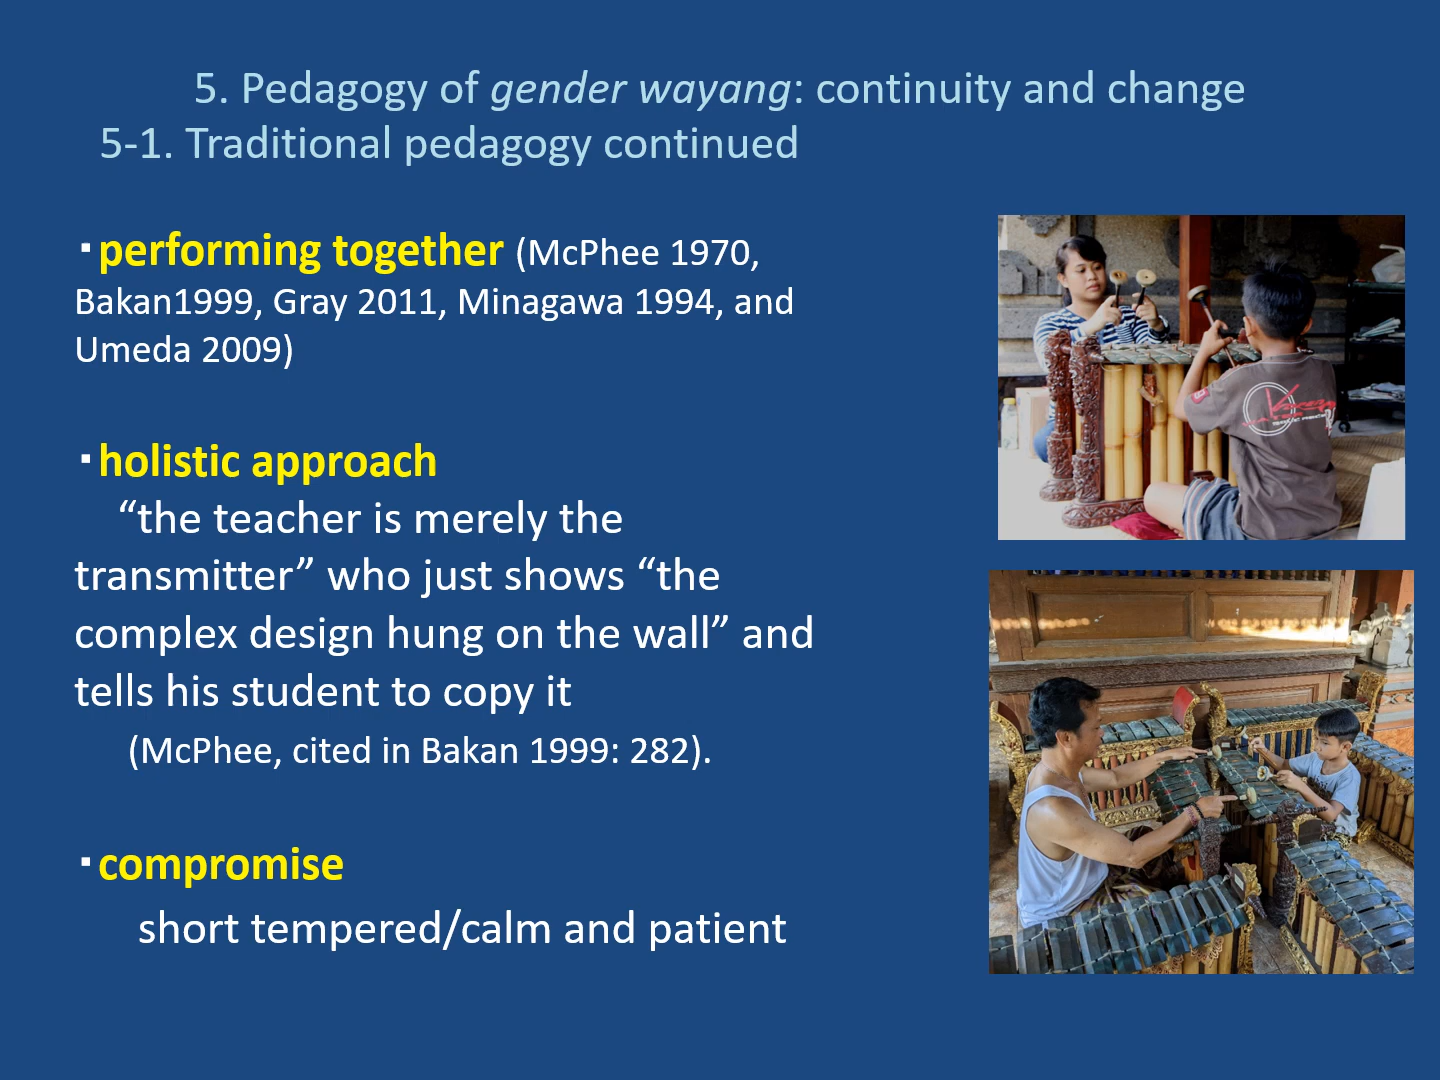 5. Pedagogy of gender wayang: continuity and change
5-1. Traditional pedagogy continued
▪performing together (McPhee 1970,
Bakan1999, Gray 2011, Minagawa 1994, and
Umeda 2009)
▪holistic approach
“the teacher is merely the
transmitter” who just shows “the
complex design hung on the wall” and
tells his student to copy it
(McPhee, cited in Bakan 1999: 282).
▪compromise
short tempered/calm and patient